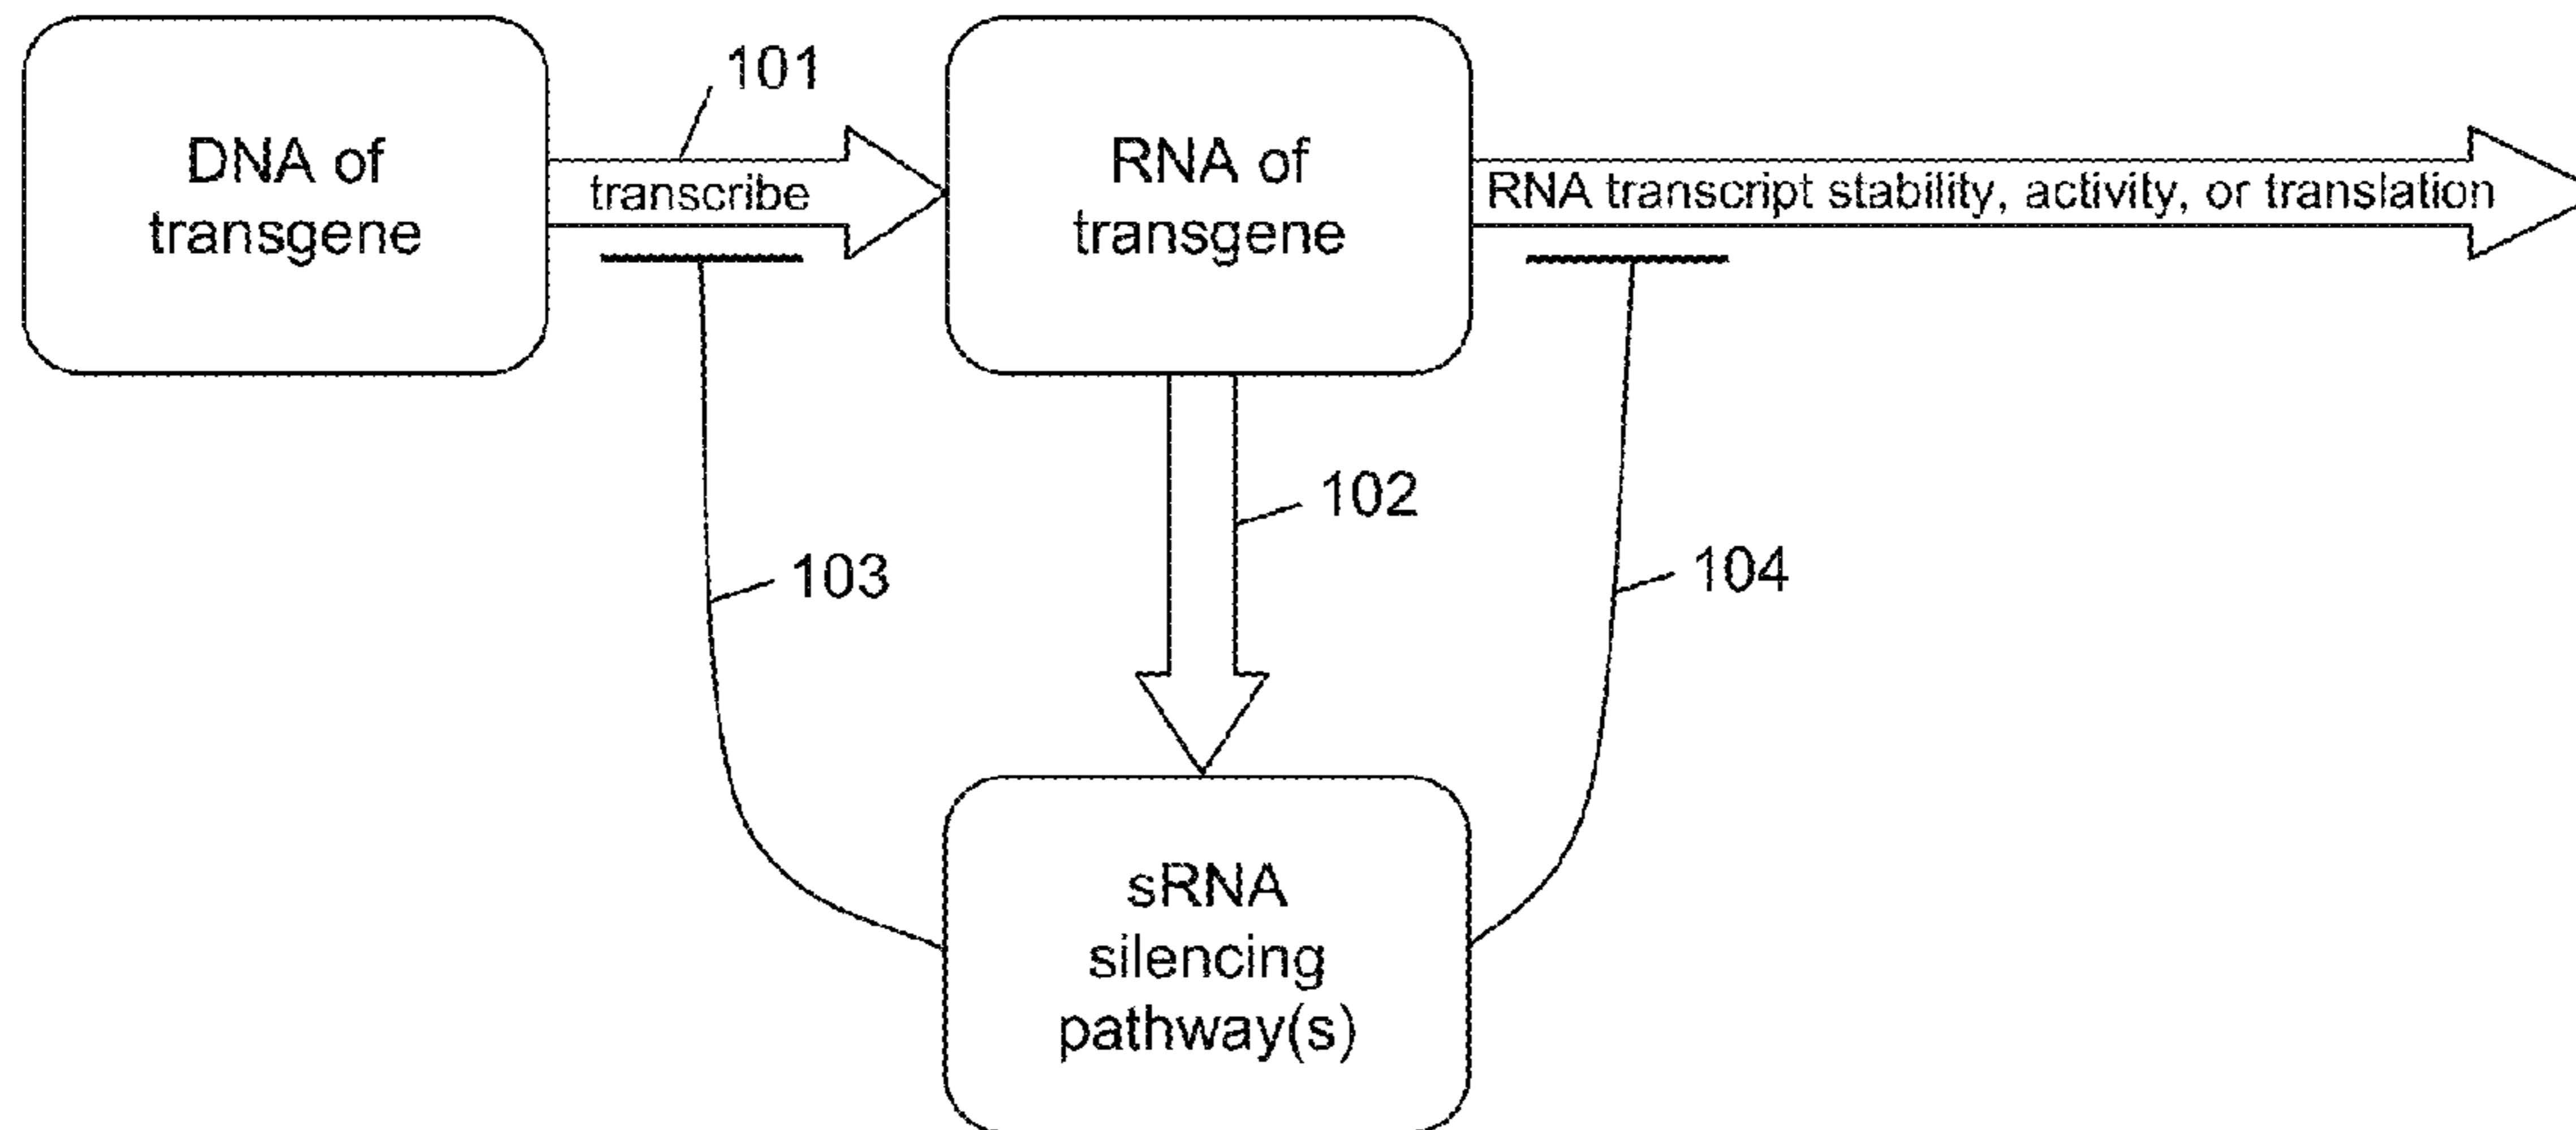 101
DNA of
transgene
transcribe
RNA of
transgene
RNA transcript stability, activity, or translation
102
103
104
sRNA
silencing
pathway(s)